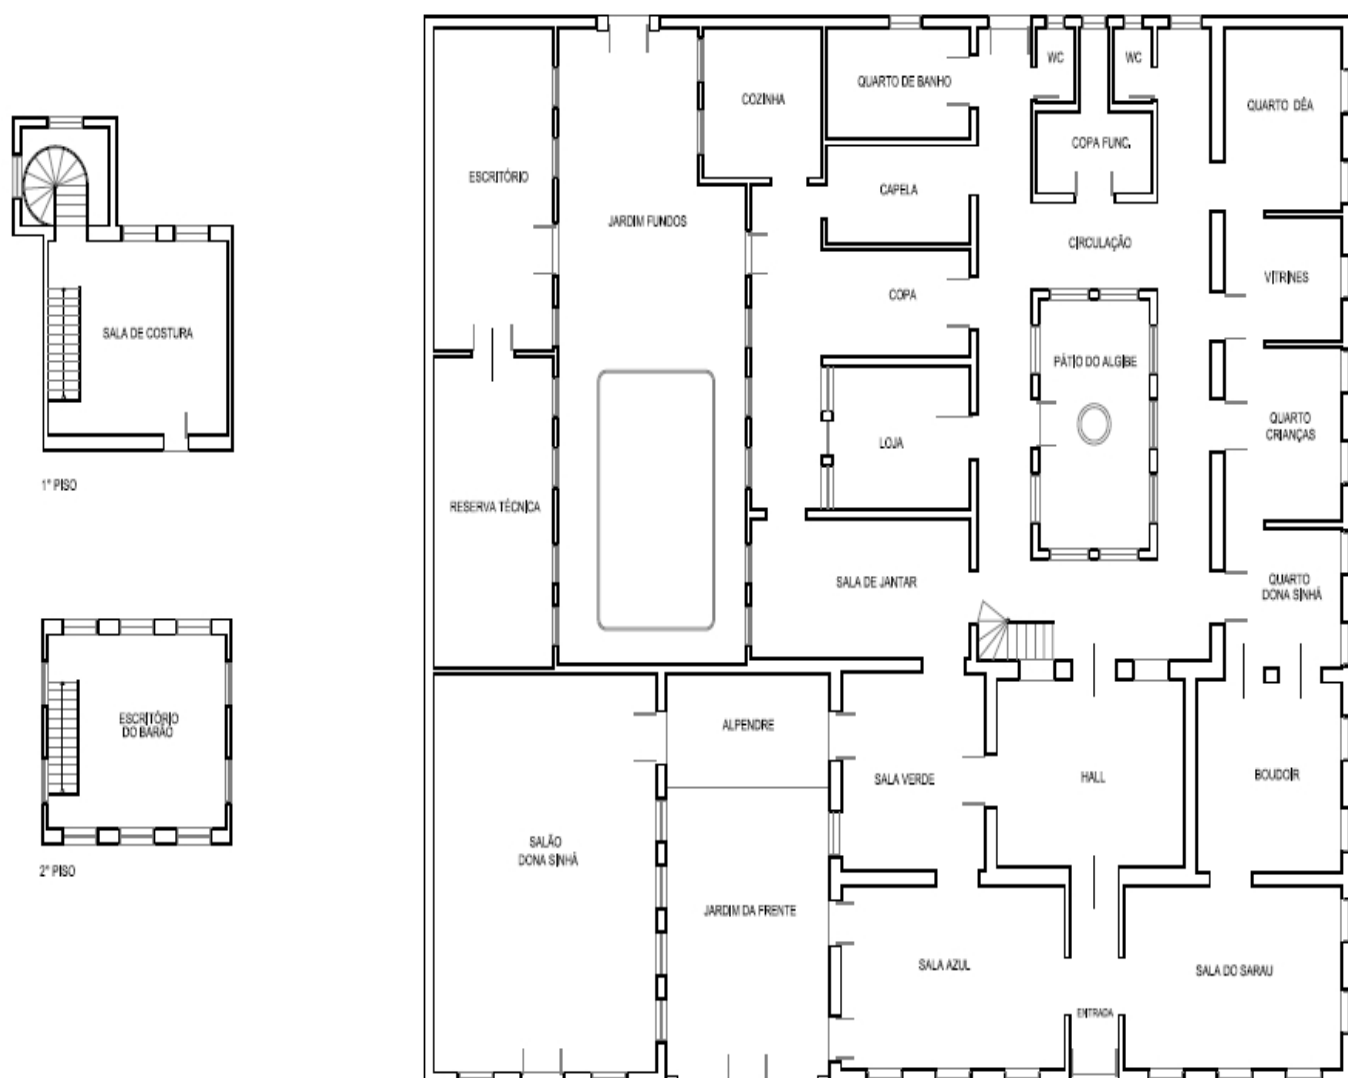 SALA DE COSTURA
1° PISO
ESCRITÓRIO
DO BARÃO
2° PISO
WC
WC
QUARTO DE BANHO
COZINHA
QUARTO DÉA
COPA FUNC.
ESCRITÓRIO
CAPELA
JARDIM FUNDOS
CIRCULAÇÃO
VITRINES
COPA
PÁTIO DO ALGIBE
QUARTO
CRIANÇAS
LOJA
RESERVA TÉCNICA
SALA DE JANTAR
QUARTO
DONA SINHÁ
ALPENDRE
SALA VERDE
HALL
BOUDOIR
SALÃO
DONA SINHÁ
JARDIM DA FRENTE
SALA AZUL
SALA DO SARAU
ENTRADA